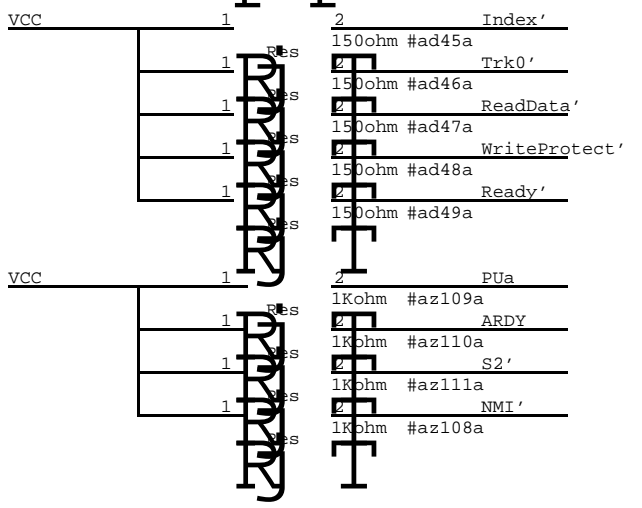 VCC 1 2 Index'
Res 150ohm #ad45a
1 2 Trk0'
Res 150ohm #ad46a
1 2 ReadData'
Res 150ohm #ad47a
1 2 WriteProtect'
Res 150ohm #ad48a
1 2 Ready'
Res 150ohm #ad49a
VCC 1 2 PUa
Res 1Kohm #az109a
1 2 ARDY
Res 1Kohm #az110a
1 2 S2'
Res 1Kohm #az111a
1 2 NMI'
Res 1Kohm #az108a